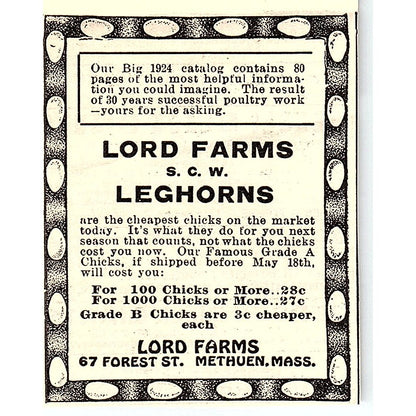 Our Big 1924 catalog contains 80
pages of the most helpful informa-
tion you could imagine. The result
of 30 years successful poultry work
—yours for the asking.
LORD FARMS
S. C. W.
LEGHORNS
are the cheapest chicks on the market
today. It's what they do for you next
season that counts, not what the chicks
cost you now. Our Famous Grade A
Chicks, if shipped before May 18th,
will cost you:
For 100 Chicks or More..28c
For 1000 Chicks or More..27c
Grade B Chicks are 3c cheaper,
each
LORD FARMS
67 FOREST ST. METHUEN, MASS.